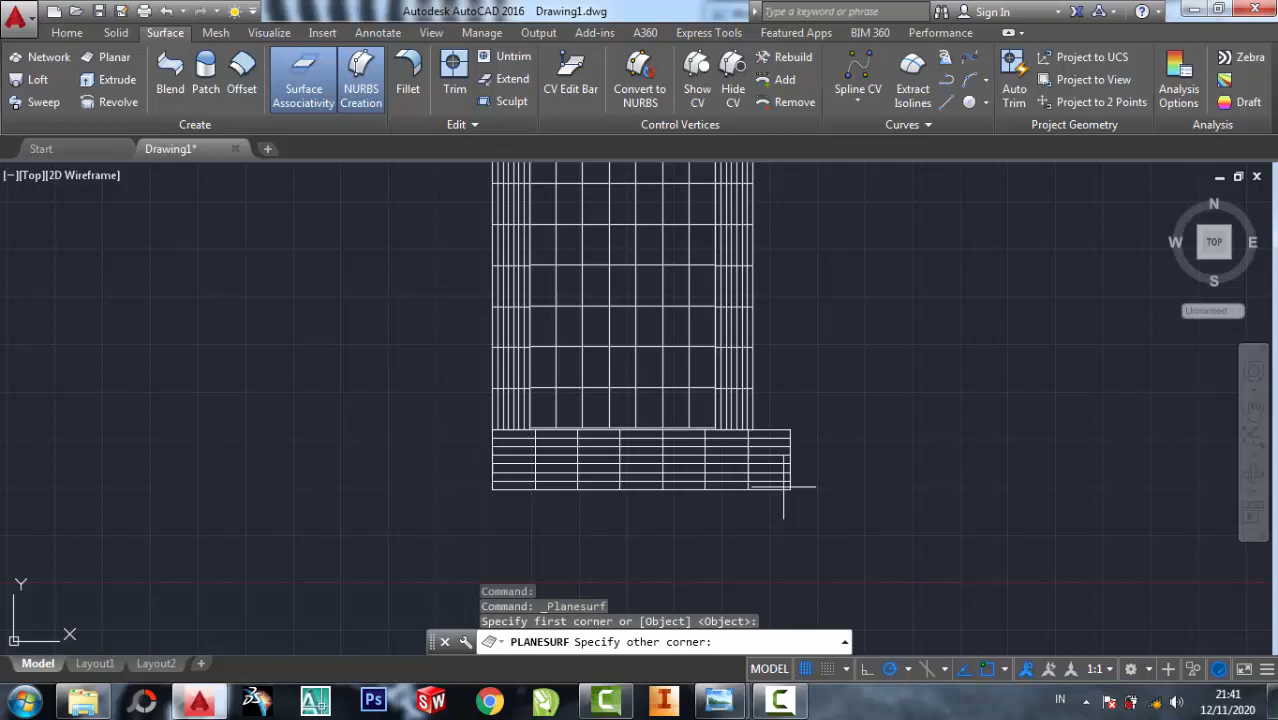 Autodesk AutoCAD 2016 Drawing1.dwg Type a keyword or phrase Sign In
Home Solid Surface Mesh Visualize Insert Annotate View Manage Output Add-ins A360 Express Tools Featured Apps BIM 360 Performance
Network Planar Untrim Rebuild Project to UCS Zebra
Loft Extrude Extend Add Project to View
Sweep Revolve Sculpt Remove Project to 2 Points Draft
Blend Patch Offset Surface Associativity NURBS Creation Fillet Trim CV Edit Bar Convert to NURBS Show CV Hide CV Spline CV Extract Isolines Auto Trim Analysis Options
Create Edit Control Vertices Curves Project Geometry Analysis
Start Drawing1*
[−][Top][2D Wireframe]
N
W TOP E
S
Unnamed
Y
X
Command:
Command: _Planesurf
Specify first corner or [Object] <Object>:
PLANESURF Specify other corner:
Model Layout1 Layout2 MODEL 1:1
Ps SW I IN 21:41
12/11/2020